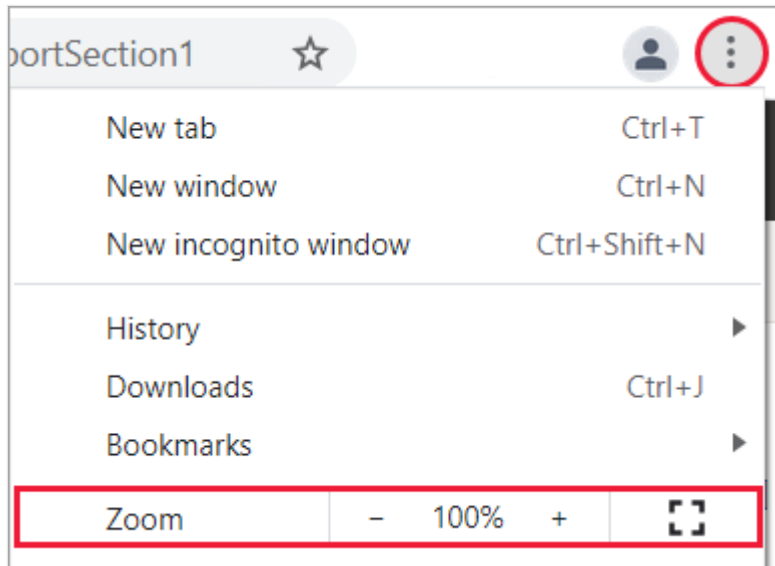 portSection1
New tab Ctrl+T
New window Ctrl+N
New incognito window Ctrl+Shift+N
History
Downloads Ctrl+J
Bookmarks
Zoom - 100% +